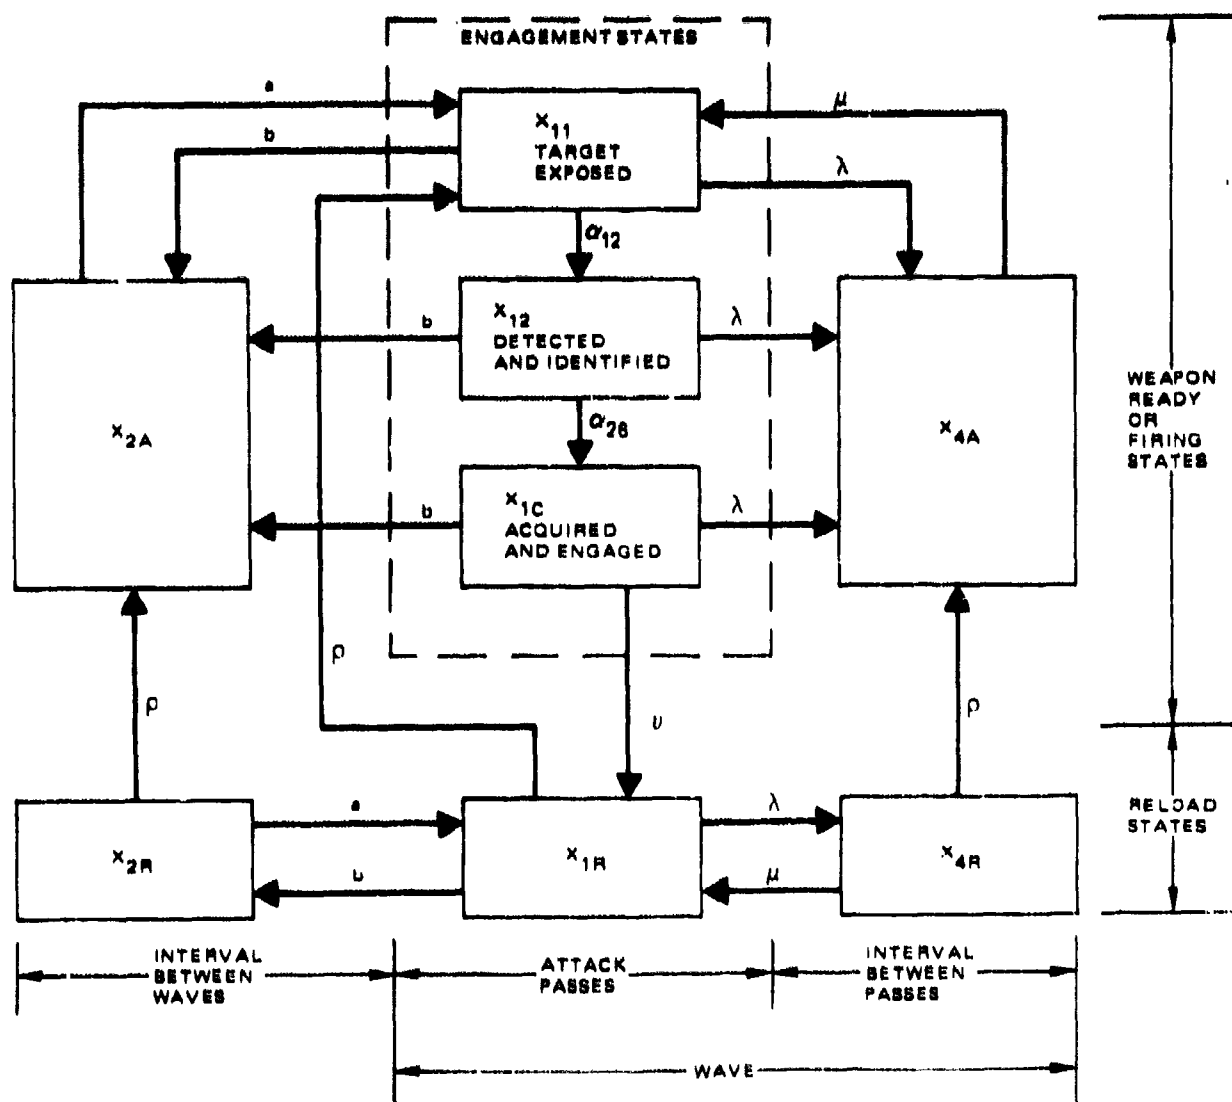 ENGAGEMENT STATES
a
μ
X11
TARGET
EXPOSED
b
λ
α12
X12
DETECTED
AND IDENTIFIED
b
λ
X2A
X4A
WEAPON
READY
OR
FIRING
STATES
α26
X1C
ACQUIRED
AND ENGAGED
b
λ
ρ
ρ
υ
ρ
a
λ
RELOAD
STATES
X2R
X1R
X4R
b
μ
INTERVAL
BETWEEN
WAVES
ATTACK
PASSES
INTERVAL
BETWEEN
PASSES
WAVE